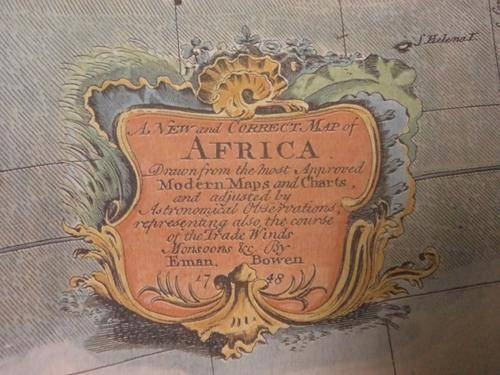 S. Helena I.
A NEW and CORRECT MAP of
AFRICA
Drawn from the most Approved
Modern Maps and Charts,
and adjusted by
Astronomical Observations,
representing also, the course
of the Trade Winds
Monsoons &c. By
Eman. Bowen
17 48